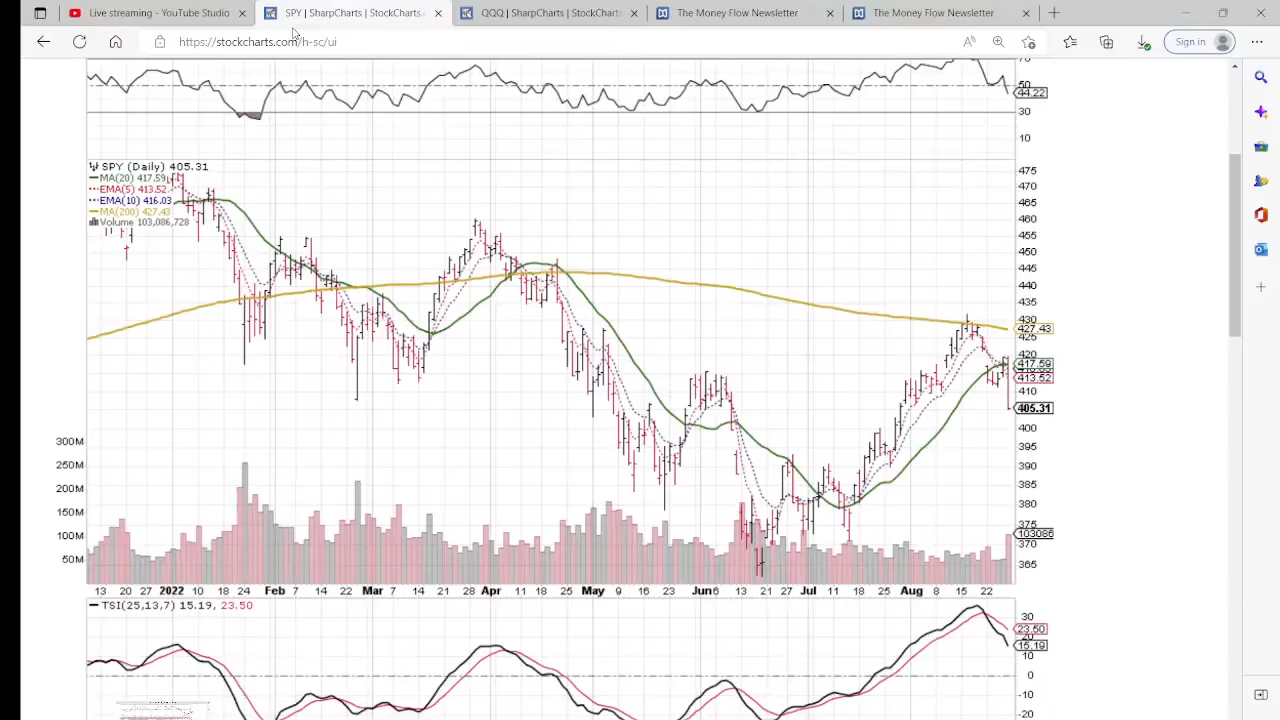 Live streaming - YouTube Studio
SPY | SharpCharts | StockCharts.
QQQ | SharpCharts | StockCharts.
The Money Flow Newsletter
The Money Flow Newsletter
https://stockcharts.com/h-sc/ui
Sign in
70
50
44.22
30
10
SPY (Daily) 405.31
MA(20) 417.59
EMA(5) 413.52
EMA(10) 416.03
MA(200) 427.43
Volume 103,086,728
475
470
465
460
455
450
445
440
435
430
427.43
420
417.59
413.52
410
405.31
400
395
390
385
380
375
103086
370
365
300M
250M
200M
150M
100M
50M
13 20 27 2022 10 18 24 Feb 7 14 22 Mar 7 14 21 Apr 11 18 25 May 9 16 23 Jun 6 13 21 27 Jul 11 18 25 Aug 8 15 22
TSI(25,13,7) 15.19, 23.50
30
23.50
20
15.19
10
0
-10
-20